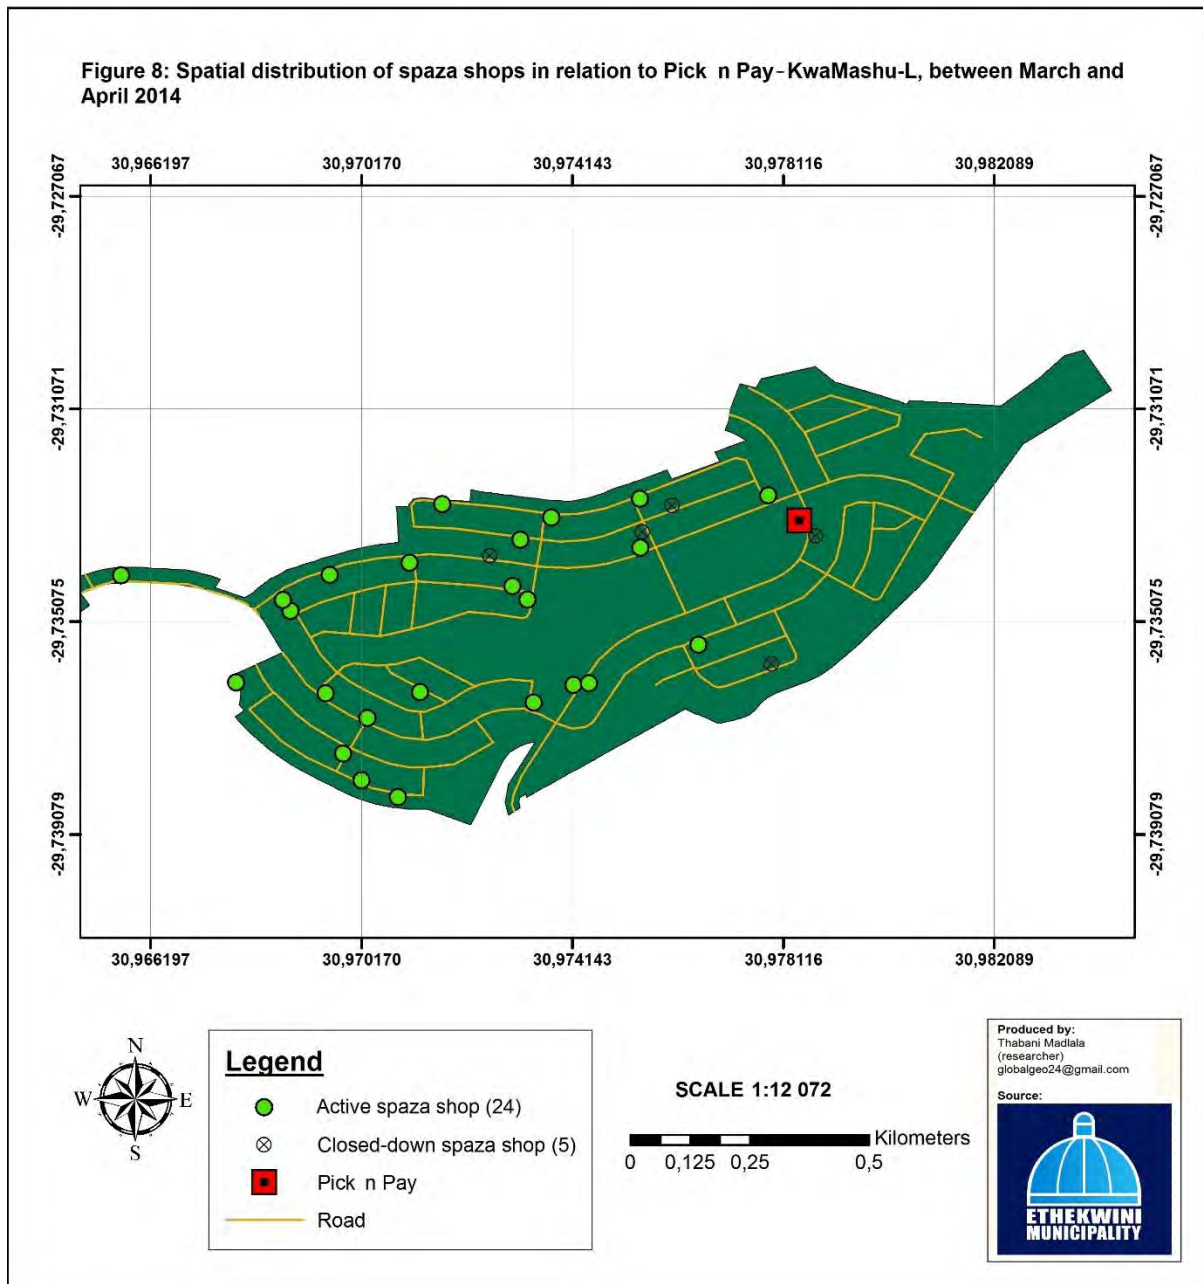 Figure 8: Spatial distribution of spaza shops in relation to Pick n Pay-KwaMashu-L, between March and
April 2014
30,966197 30,970170 30,974143 30,978116 30,982089
-29,727067 -29,727067
-29,731071 -29,731071
-29,735075 -29,735075
-29,739079 -29,739079
30,966197 30,970170 30,974143 30,978116 30,982089
N
W E
S
Legend
Active spaza shop (24)
Closed-down spaza shop (5)
Pick n Pay
Road
SCALE 1:12 072
Kilometers
0 0,125 0,25 0,5
Produced by:
Thabani Madlala
(researcher)
globalgeo24@gmail.com
Source:
ETHEKWINI
MUNICIPALITY